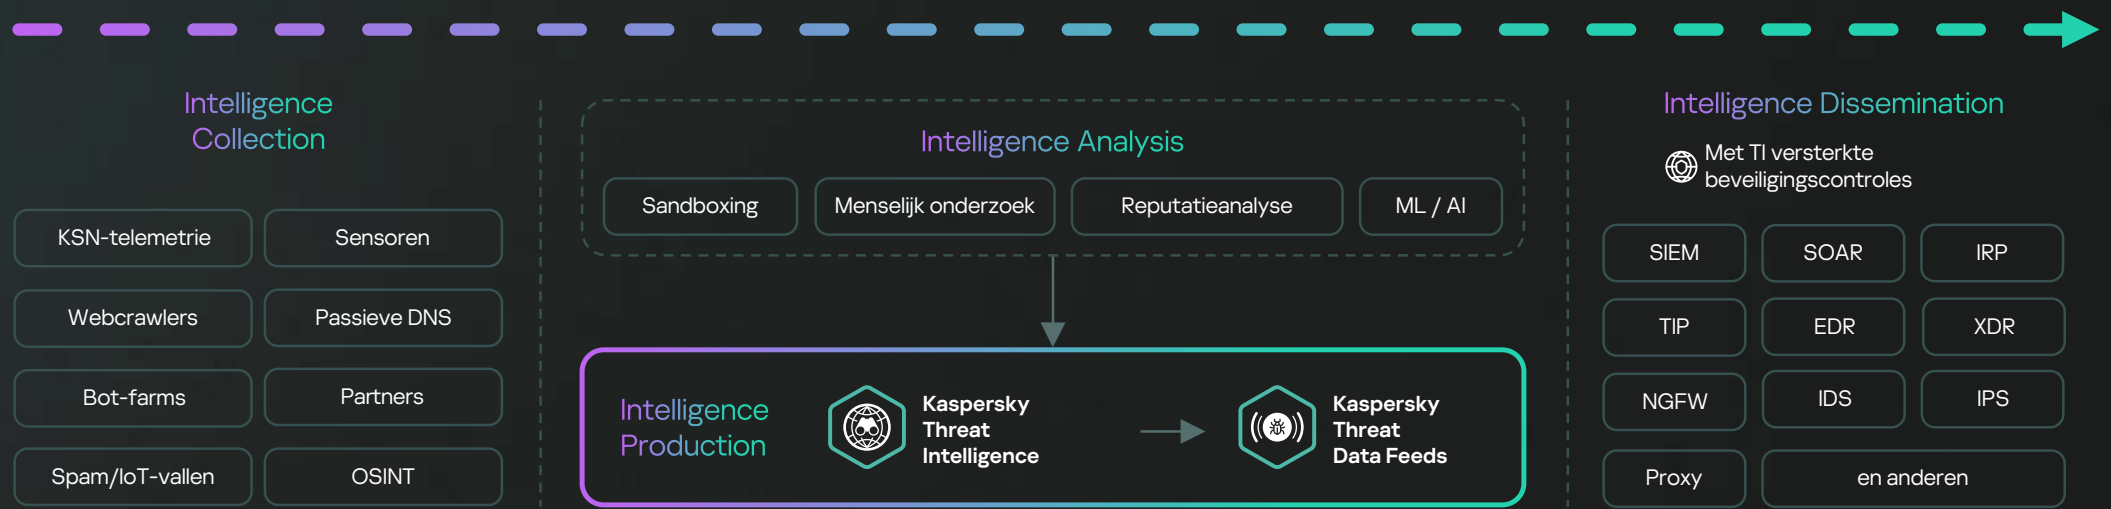 Intelligence
Collection
KSN-telemetrie
Sensoren
Webcrawlers
Passieve DNS
Bot-farms
Partners
Spam/IoT-vallen
OSINT
Intelligence Analysis
Sandboxing
Menselijk onderzoek
Reputatieanalyse
ML / AI
Intelligence
Production
Kaspersky
Threat
Intelligence
Kaspersky
Threat
Data Feeds
Intelligence Dissemination
Met TI versterkte
beveiligingscontroles
SIEM
SOAR
IRP
TIP
EDR
XDR
NGFW
IDS
IPS
Proxy
en anderen